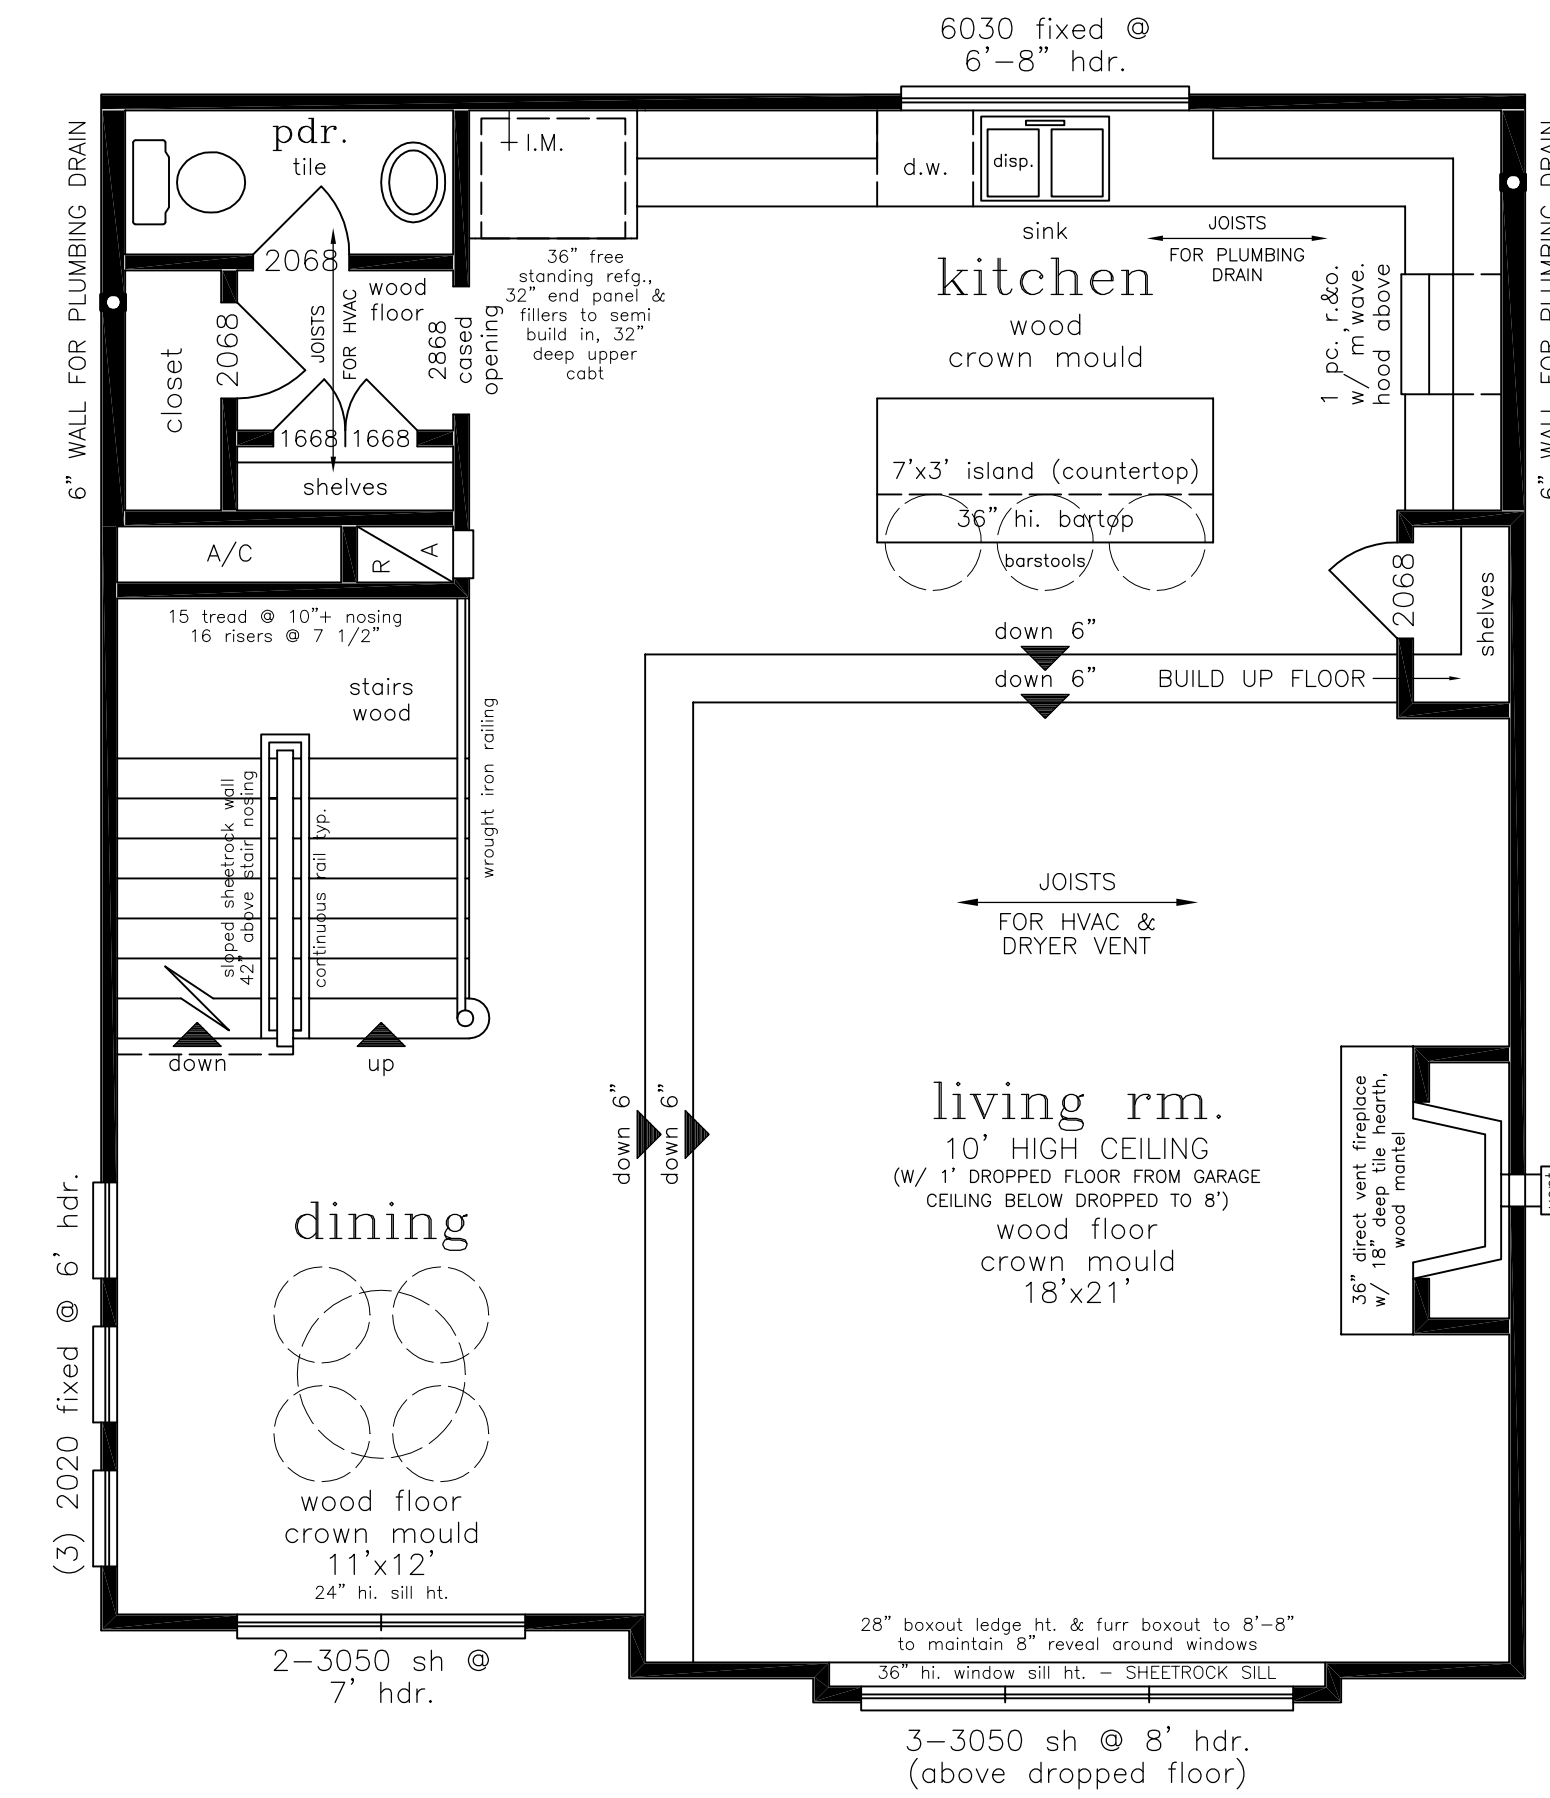 6030 fixed @
6'-8" hdr.
6" WALL FOR PLUMBING DRAIN
pdr.
tile
I.M.
d.w.
disp.
sink
JOISTS
FOR PLUMBING
DRAIN
6" WALL FOR PLUMBING DRAIN
2068
wood
floor
JOISTS
FOR HVAC
2068
closet
2868
cased
opening
36" free
standing refg.,
32" end panel &
fillers to semi
build in, 32"
deep upper
cabt
kitchen
wood
crown mould
1 pc. r.&o.
w/ m'wave.
hood above
1668
1668
shelves
7'x3' island (countertop)
36" hi. bartop
barstools
A/C
R
A
2068
shelves
15 tread @ 10"+ nosing
16 risers @ 7 1/2"
stairs
wood
down 6"
down 6"
BUILD UP FLOOR
wrought iron railing
sloped sheetrock wall
42" above stair nosing
continuous rail typ.
JOISTS
FOR HVAC &
DRYER VENT
down
up
down 6"
down 6"
living rm.
10' HIGH CEILING
(W/ 1' DROPPED FLOOR FROM GARAGE
CEILING BELOW DROPPED TO 8')
wood floor
crown mould
18'x21'
36" direct vent fireplace
w/ 18" deep tile hearth,
wood mantel
(3) 2020 fixed @ 6' hdr.
dining
wood floor
crown mould
11'x12'
24" hi. sill ht.
2-3050 sh @
7' hdr.
28" boxout ledge ht. & furr boxout to 8'-8"
to maintain 8" reveal around windows
36" hi. window sill ht. - SHEETROCK SILL
3-3050 sh @ 8' hdr.
(above dropped floor)